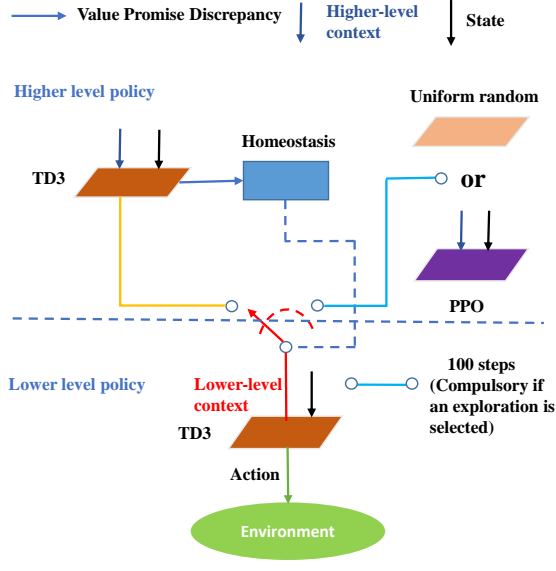 Value Promise Discrepancy
Higher-level
context
State
Higher level policy
Uniform random
Homeostasis
TD3
or
PPO
Lower level policy
Lower-level
context
100 steps
(Compulsory if
an exploration is
selected)
TD3
Action
Environment